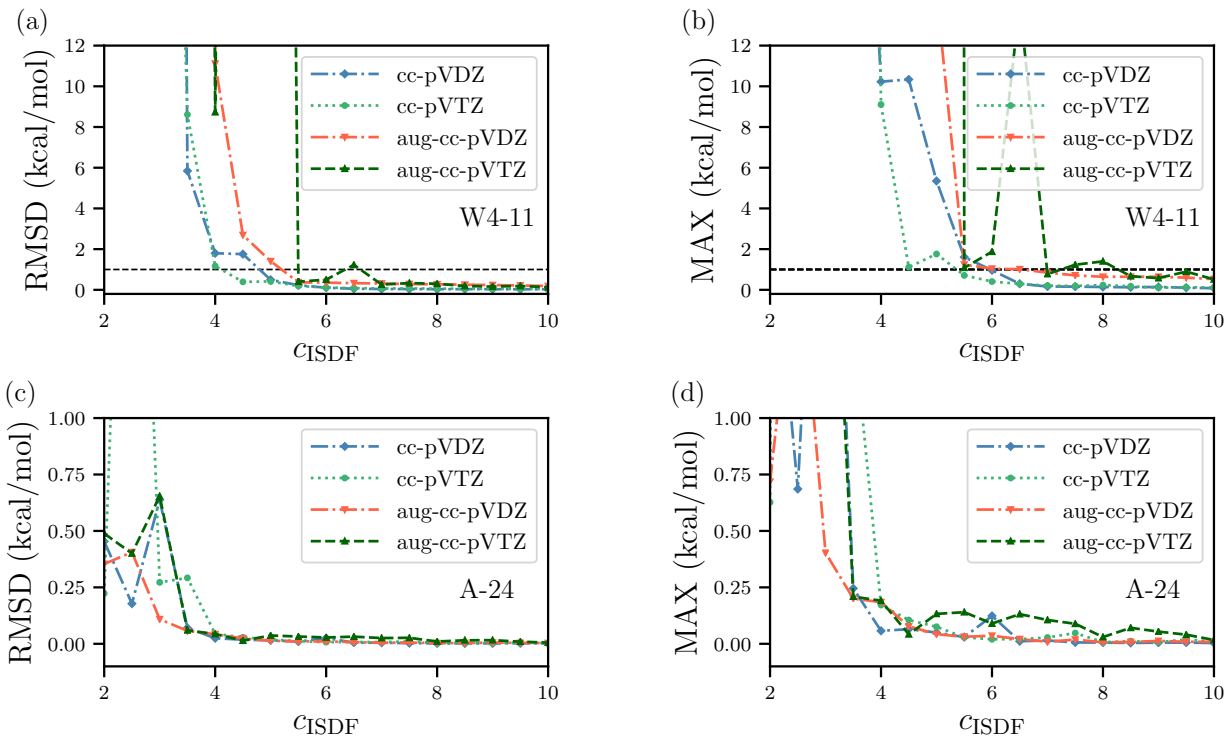 (a)
RMSD (kcal/mol)
12
10
8
6
4
2
0
cc-pVDZ
cc-pVTZ
aug-cc-pVDZ
aug-cc-pVTZ
W4-11
2 4 6 8 10
cISDF
(b)
MAX (kcal/mol)
12
10
8
6
4
2
0
cc-pVDZ
cc-pVTZ
aug-cc-pVDZ
aug-cc-pVTZ
W4-11
2 4 6 8 10
cISDF
(c)
RMSD (kcal/mol)
1.00
0.75
0.50
0.25
0.00
cc-pVDZ
cc-pVTZ
aug-cc-pVDZ
aug-cc-pVTZ
A-24
2 4 6 8 10
cISDF
(d)
MAX (kcal/mol)
1.00
0.75
0.50
0.25
0.00
cc-pVDZ
cc-pVTZ
aug-cc-pVDZ
aug-cc-pVTZ
A-24
2 4 6 8 10
cISDF